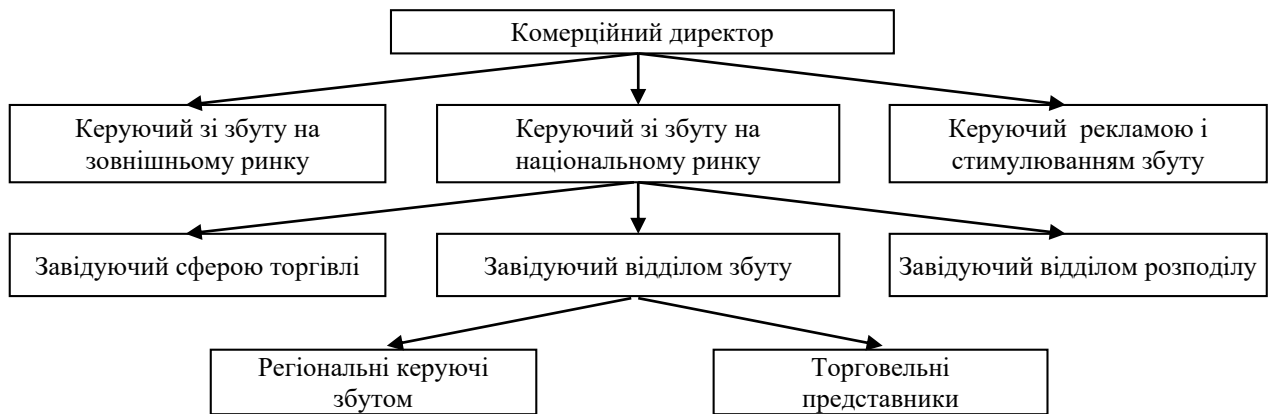 Комерційний директор
Керуючий зі збуту на
зовнішньому ринку
Керуючий зі збуту на
національному ринку
Керуючий рекламою і
стимулюванням збуту
Завідуючий сферою торгівлі
Завідуючий відділом збуту
Завідуючий відділом розподілу
Регіональні керуючі
збутом
Торговельні
представники